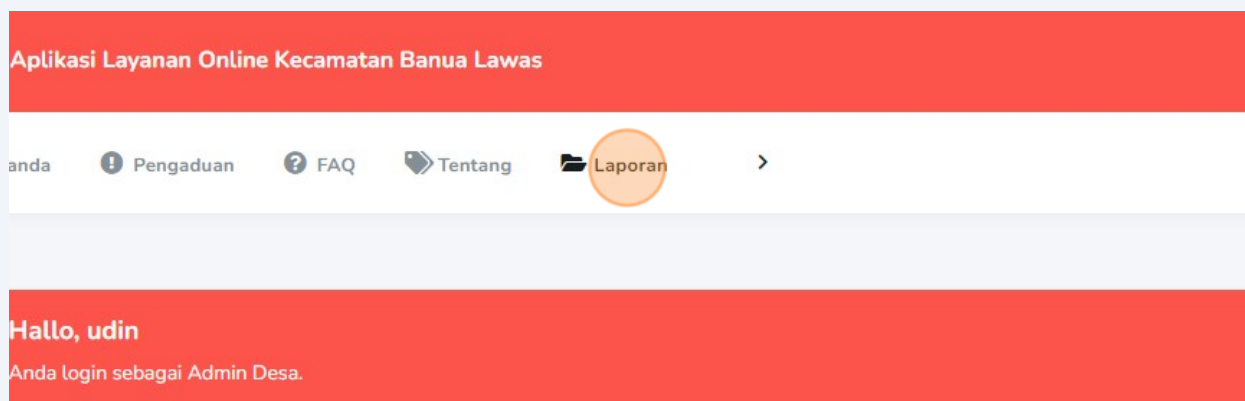 Aplikasi Layanan Online Kecamatan Banua Lawas
anda Pengaduan FAQ Tentang Laporan
Hallo, udin
Anda login sebagai Admin Desa.